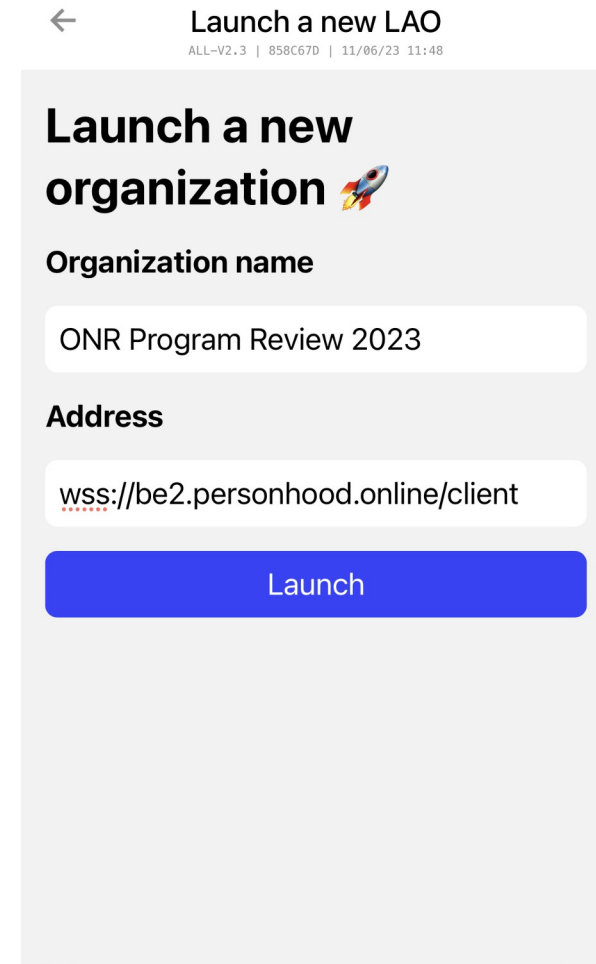 Launch a new LAO
ALL-V2.3 | 858C67D | 11/06/23 11:48
Launch a new
organization 🚀
Organization name
ONR Program Review 2023
Address
wss://be2.personhood.online/client
Launch